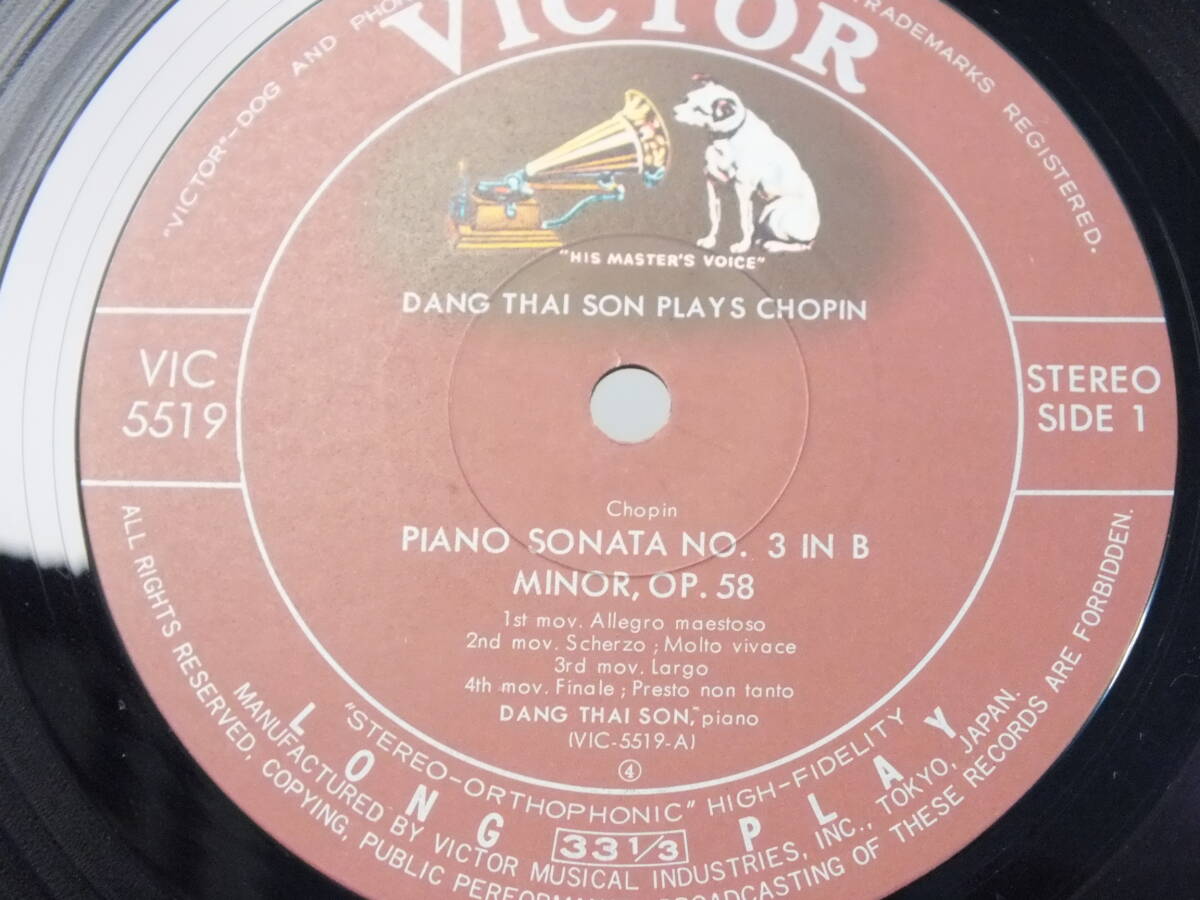 VICTOR
"VICTOR"-DOG AND
TRADEMARKS REGISTERED.
"HIS MASTER'S VOICE"
DANG THAI SON PLAYS CHOPIN
VIC
5519
STEREO
SIDE 1
Chopin
PIANO SONATA NO. 3 IN B
MINOR, OP. 58
1st mov. Allegro maestoso
2nd mov. Scherzo ; Molto vivace
3rd mov. Largo
4th mov. Finale ; Presto non tanto
DANG THAI SON, piano
(VIC-5519-A)
④
"STEREO-ORTHOPHONIC" HIGH-FIDELITY
LONG 33 1/3 PLAY
MANUFACTURED BY VICTOR MUSICAL INDUSTRIES, INC., TOKYO, JAPAN.
ALL RIGHTS RESERVED, COPYING, PUBLIC BROADCASTING OF THESE RECORDS ARE FORBIDDEN.